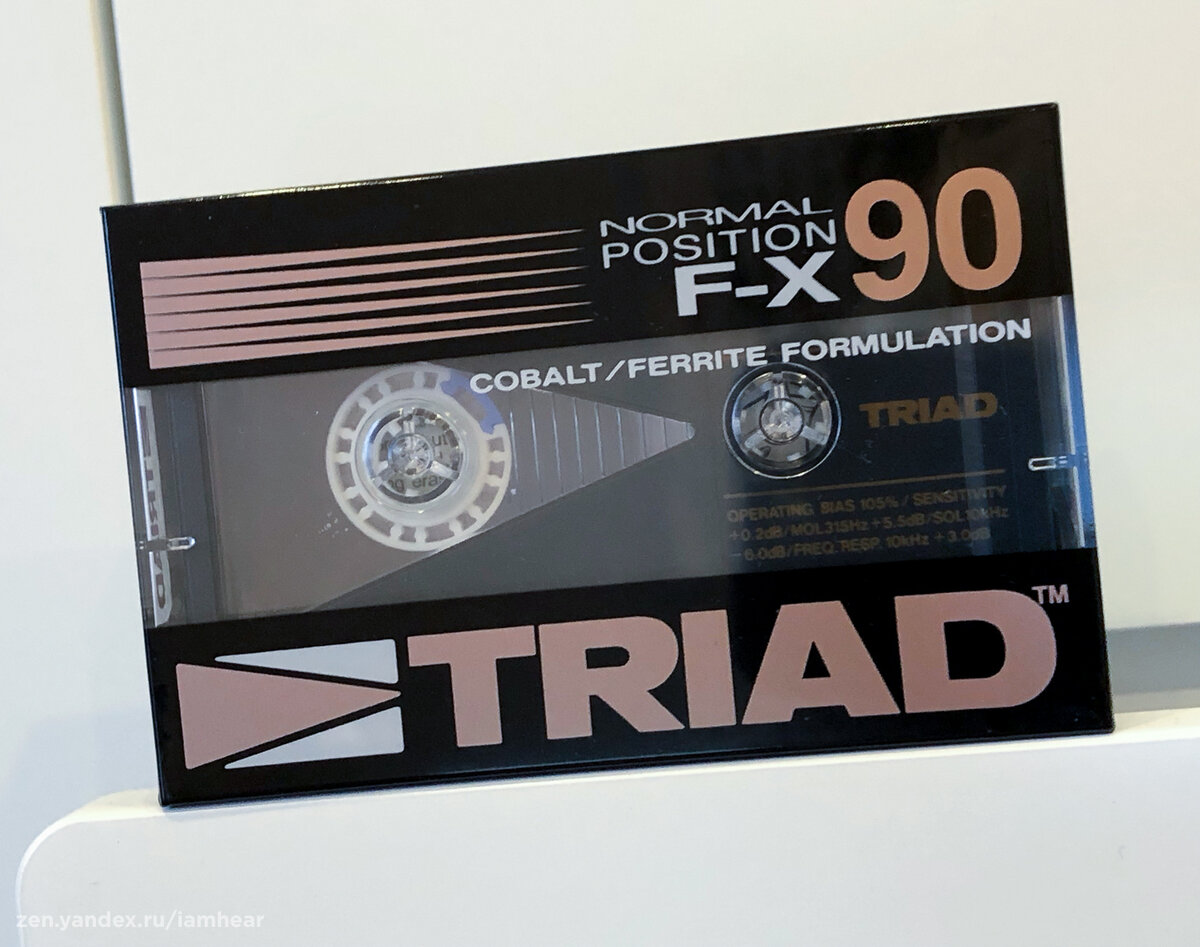 NORMAL
POSITION
F-X 90
COBALT/FERRITE FORMULATION
TRIAD
OPERATING BIAS 105% / SENSITIVITY
+0.2dB/MOL315Hz +5.5dB/SOL10kHz
-6.0dB/FREQ. RESP. 10kHz +3.0dB
TRIAD™
zen.yandex.ru/iamhear